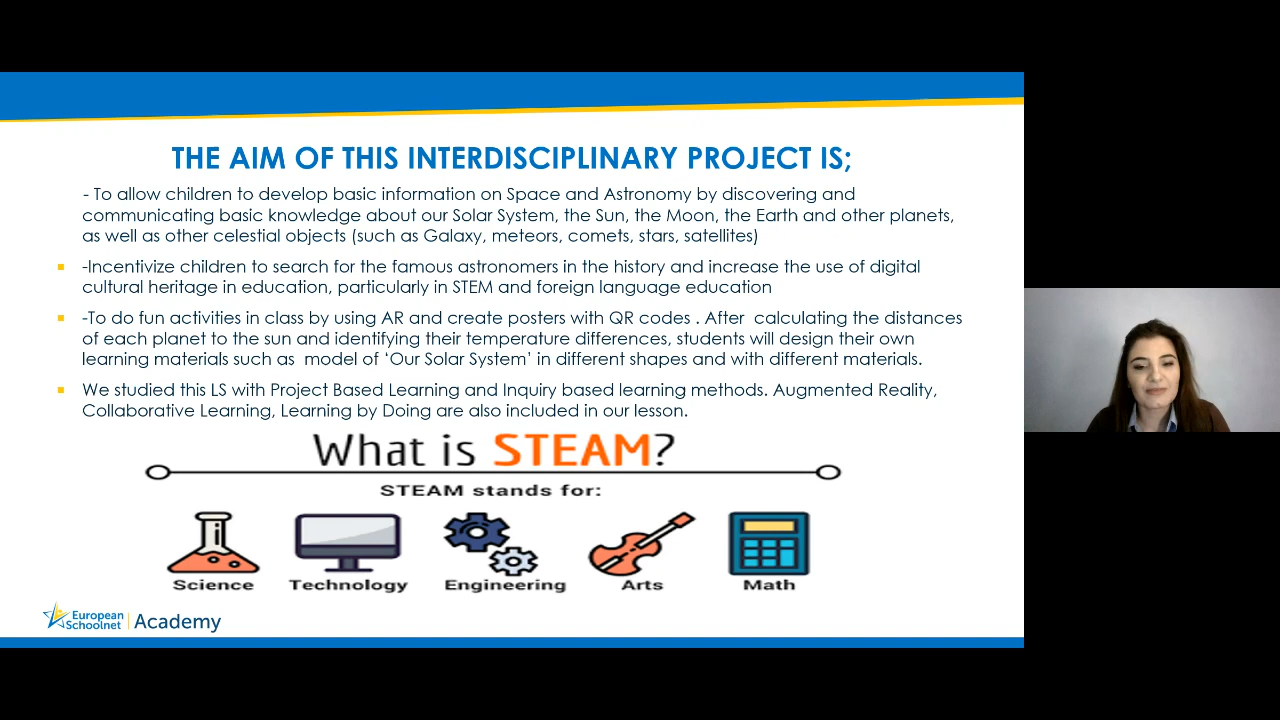 THE AIM OF THIS INTERDISCIPLINARY PROJECT IS;
- To allow children to develop basic information on Space and Astronomy by discovering and
communicating basic knowledge about our Solar System, the Sun, the Moon, the Earth and other planets,
as well as other celestial objects (such as Galaxy, meteors, comets, stars, satellites)
-Incentivize children to search for the famous astronomers in the history and increase the use of digital
cultural heritage in education, particularly in STEM and foreign language education
-To do fun activities in class by using AR and create posters with QR codes . After calculating the distances
of each planet to the sun and identifying their temperature differences, students will design their own
learning materials such as model of ‘Our Solar System’ in different shapes and with different materials.
We studied this LS with Project Based Learning and Inquiry based learning methods. Augmented Reality,
Collaborative Learning, Learning by Doing are also included in our lesson.
What is STEAM?
STEAM stands for:
Science Technology Engineering Arts Math
European
Schoolnet Academy